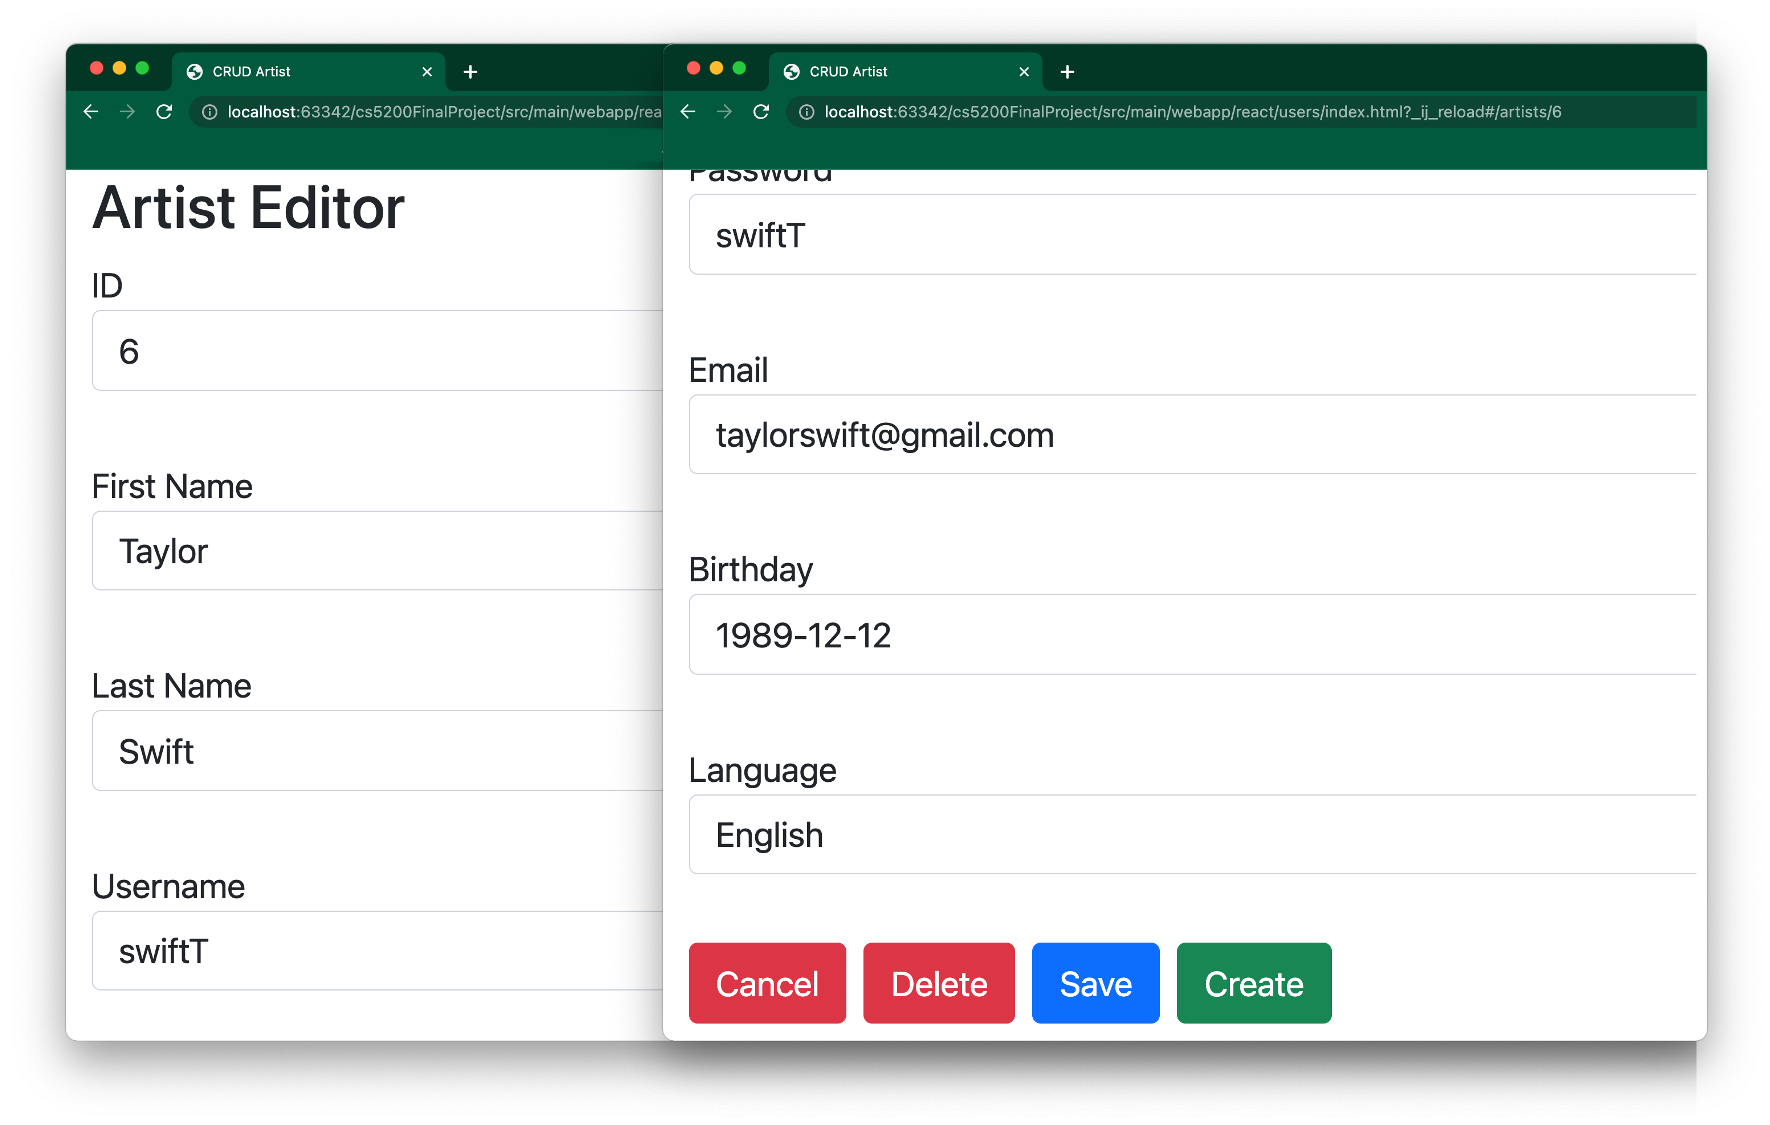 CRUD Artist
localhost:63342/cs5200FinalProject/src/main/webapp/rea
Artist Editor
ID
6
First Name
Taylor
Last Name
Swift
Username
swiftT
CRUD Artist
localhost:63342/cs5200FinalProject/src/main/webapp/react/users/index.html?_ij_reload#/artists/6
Password
swiftT
Email
taylorswift@gmail.com
Birthday
1989-12-12
Language
English
Cancel Delete Save Create